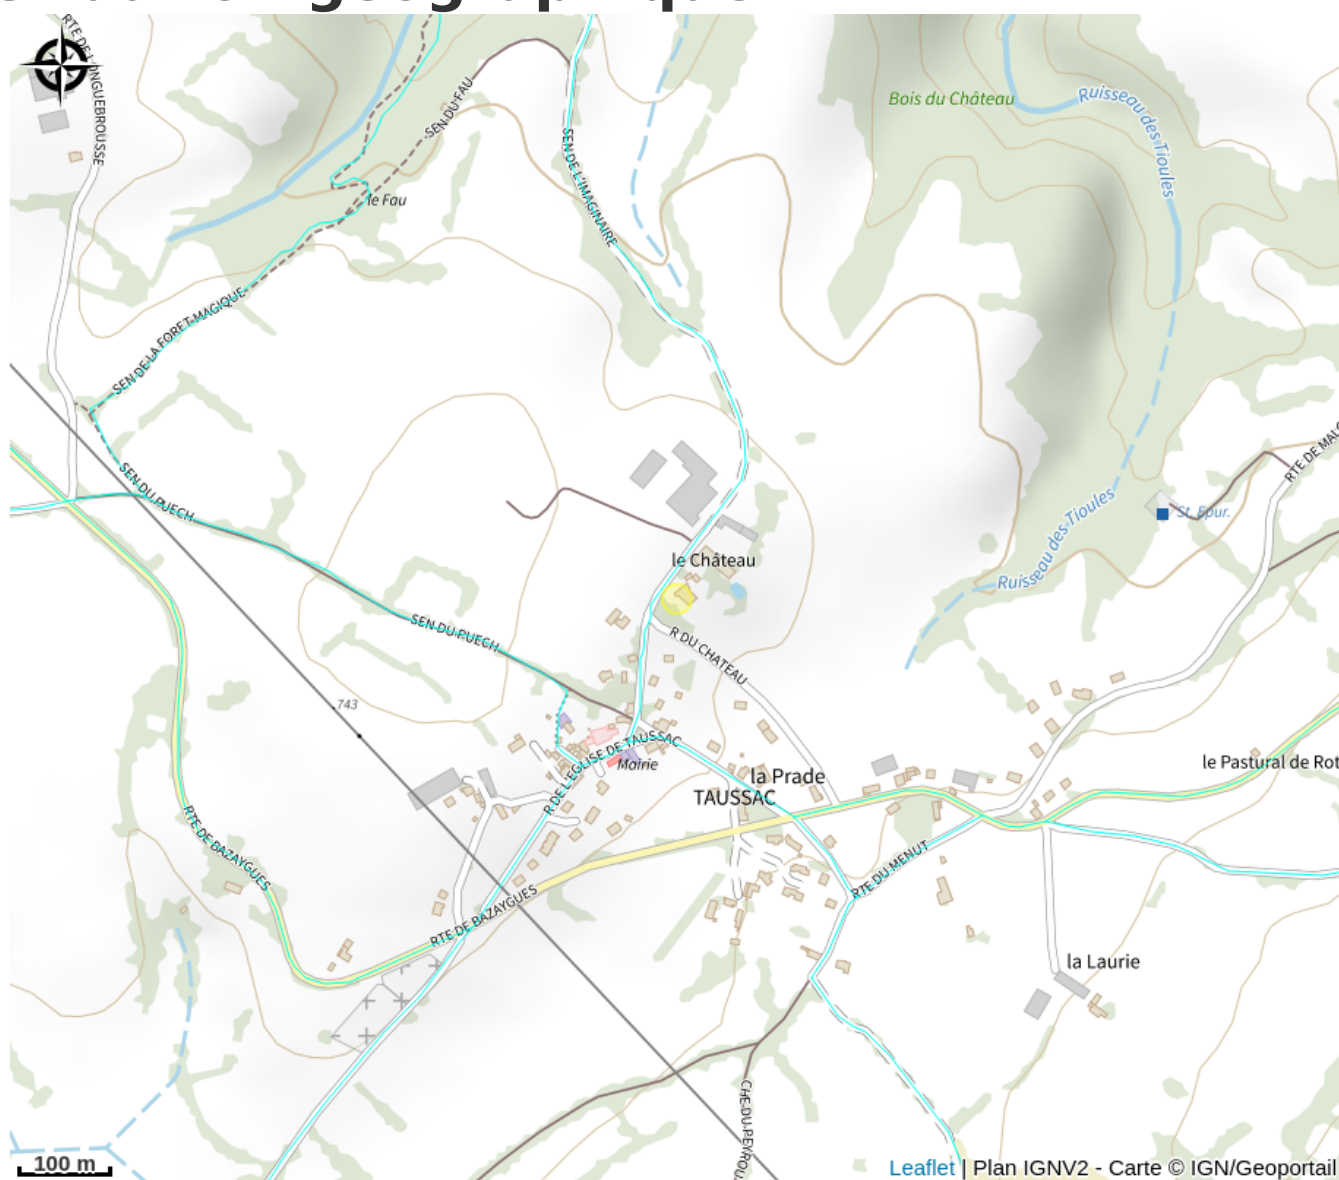 RTE DE LONGUEBROUSSE
SEN DU FAU
Bois du Château
Ruisseau des Tioules
SEN DE L'IMAGINAIRE
le Fau
SEN DE LA FORET MAGIQUE
RTE DE MALO
SEN DU PUECH
Ruisseau des Tioules
St. Epur.
le Château
SEN DU PUECH
R DU CHATEAU
743
R DE L'EGLISE DE TAUSSAC
Mairie
la Prade
TAUSSAC
le Pastural de Rot
RTE DE BAZAYGUES
RTE DU MENUT
RTE DE BAZAYGUES
la Laurie
CHE DU PEYROU
100 m
Leaflet | Plan IGNV2 - Carte © IGN/Geoportail